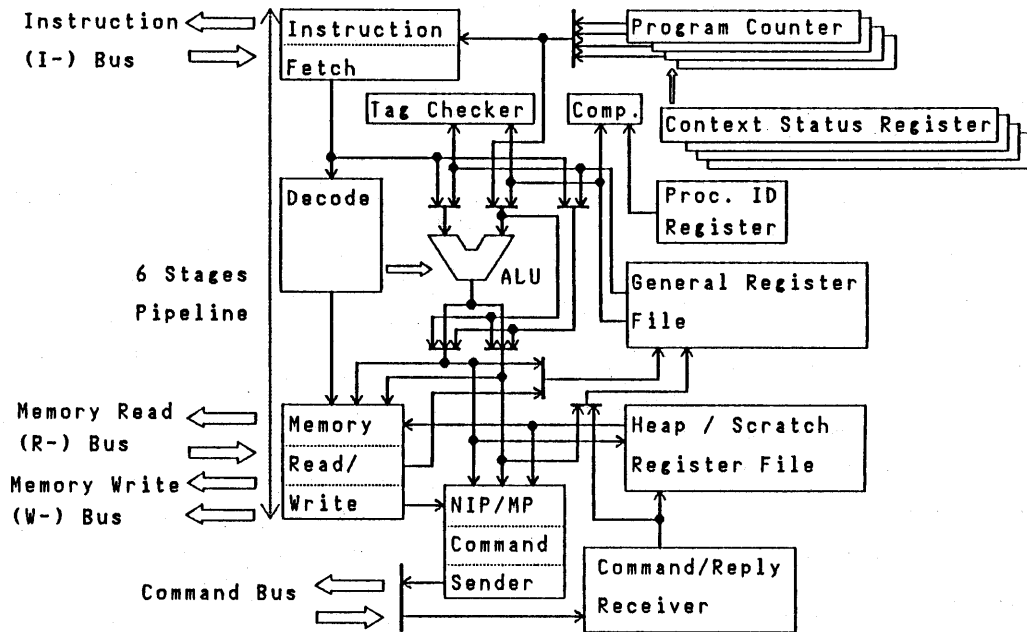 Instruction
(I-) Bus
Instruction
Fetch
Program Counter
Tag Checker
Comp.
Context Status Register
Decode
Proc. ID
Register
6 Stages
Pipeline
ALU
General Register
File
Memory Read
(R-) Bus
Memory Write
(W-) Bus
Memory
Read/
Write
Heap / Scratch
Register File
NIP/MP
Command
Sender
Command/Reply
Receiver
Command Bus